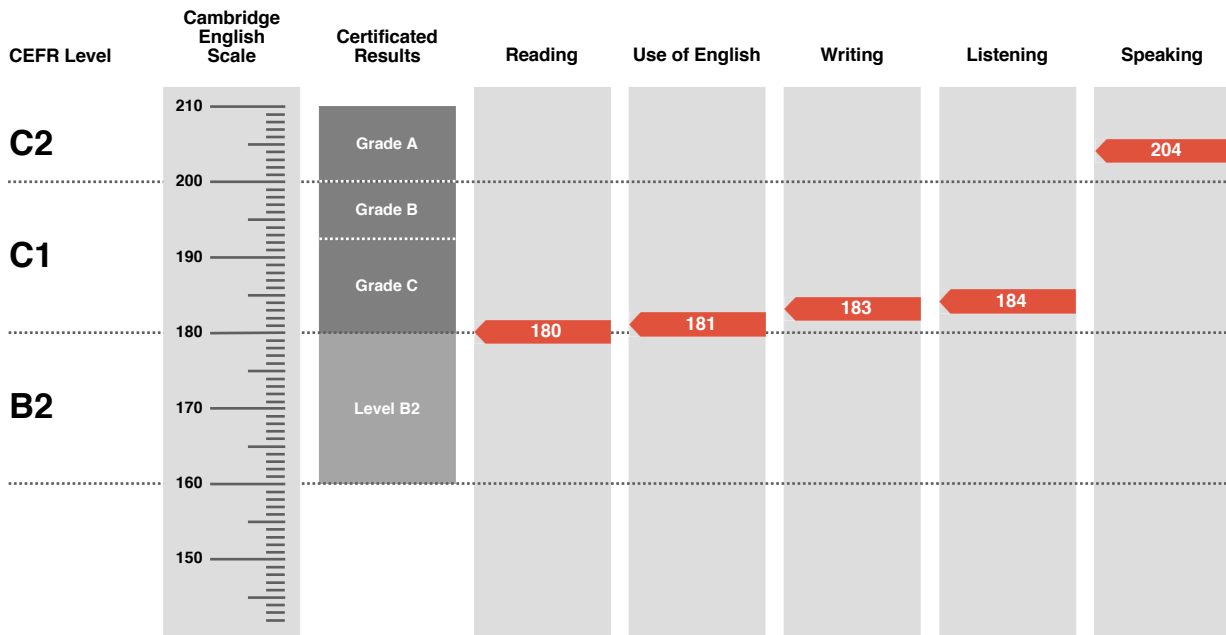 CEFR Level
Cambridge
English
Scale
Certificated
Results
Reading
Use of English
Writing
Listening
Speaking
210
C2
Grade A
204
200
Grade B
C1
190
Grade C
184
183
181
180
180
170
B2
Level B2
160
150